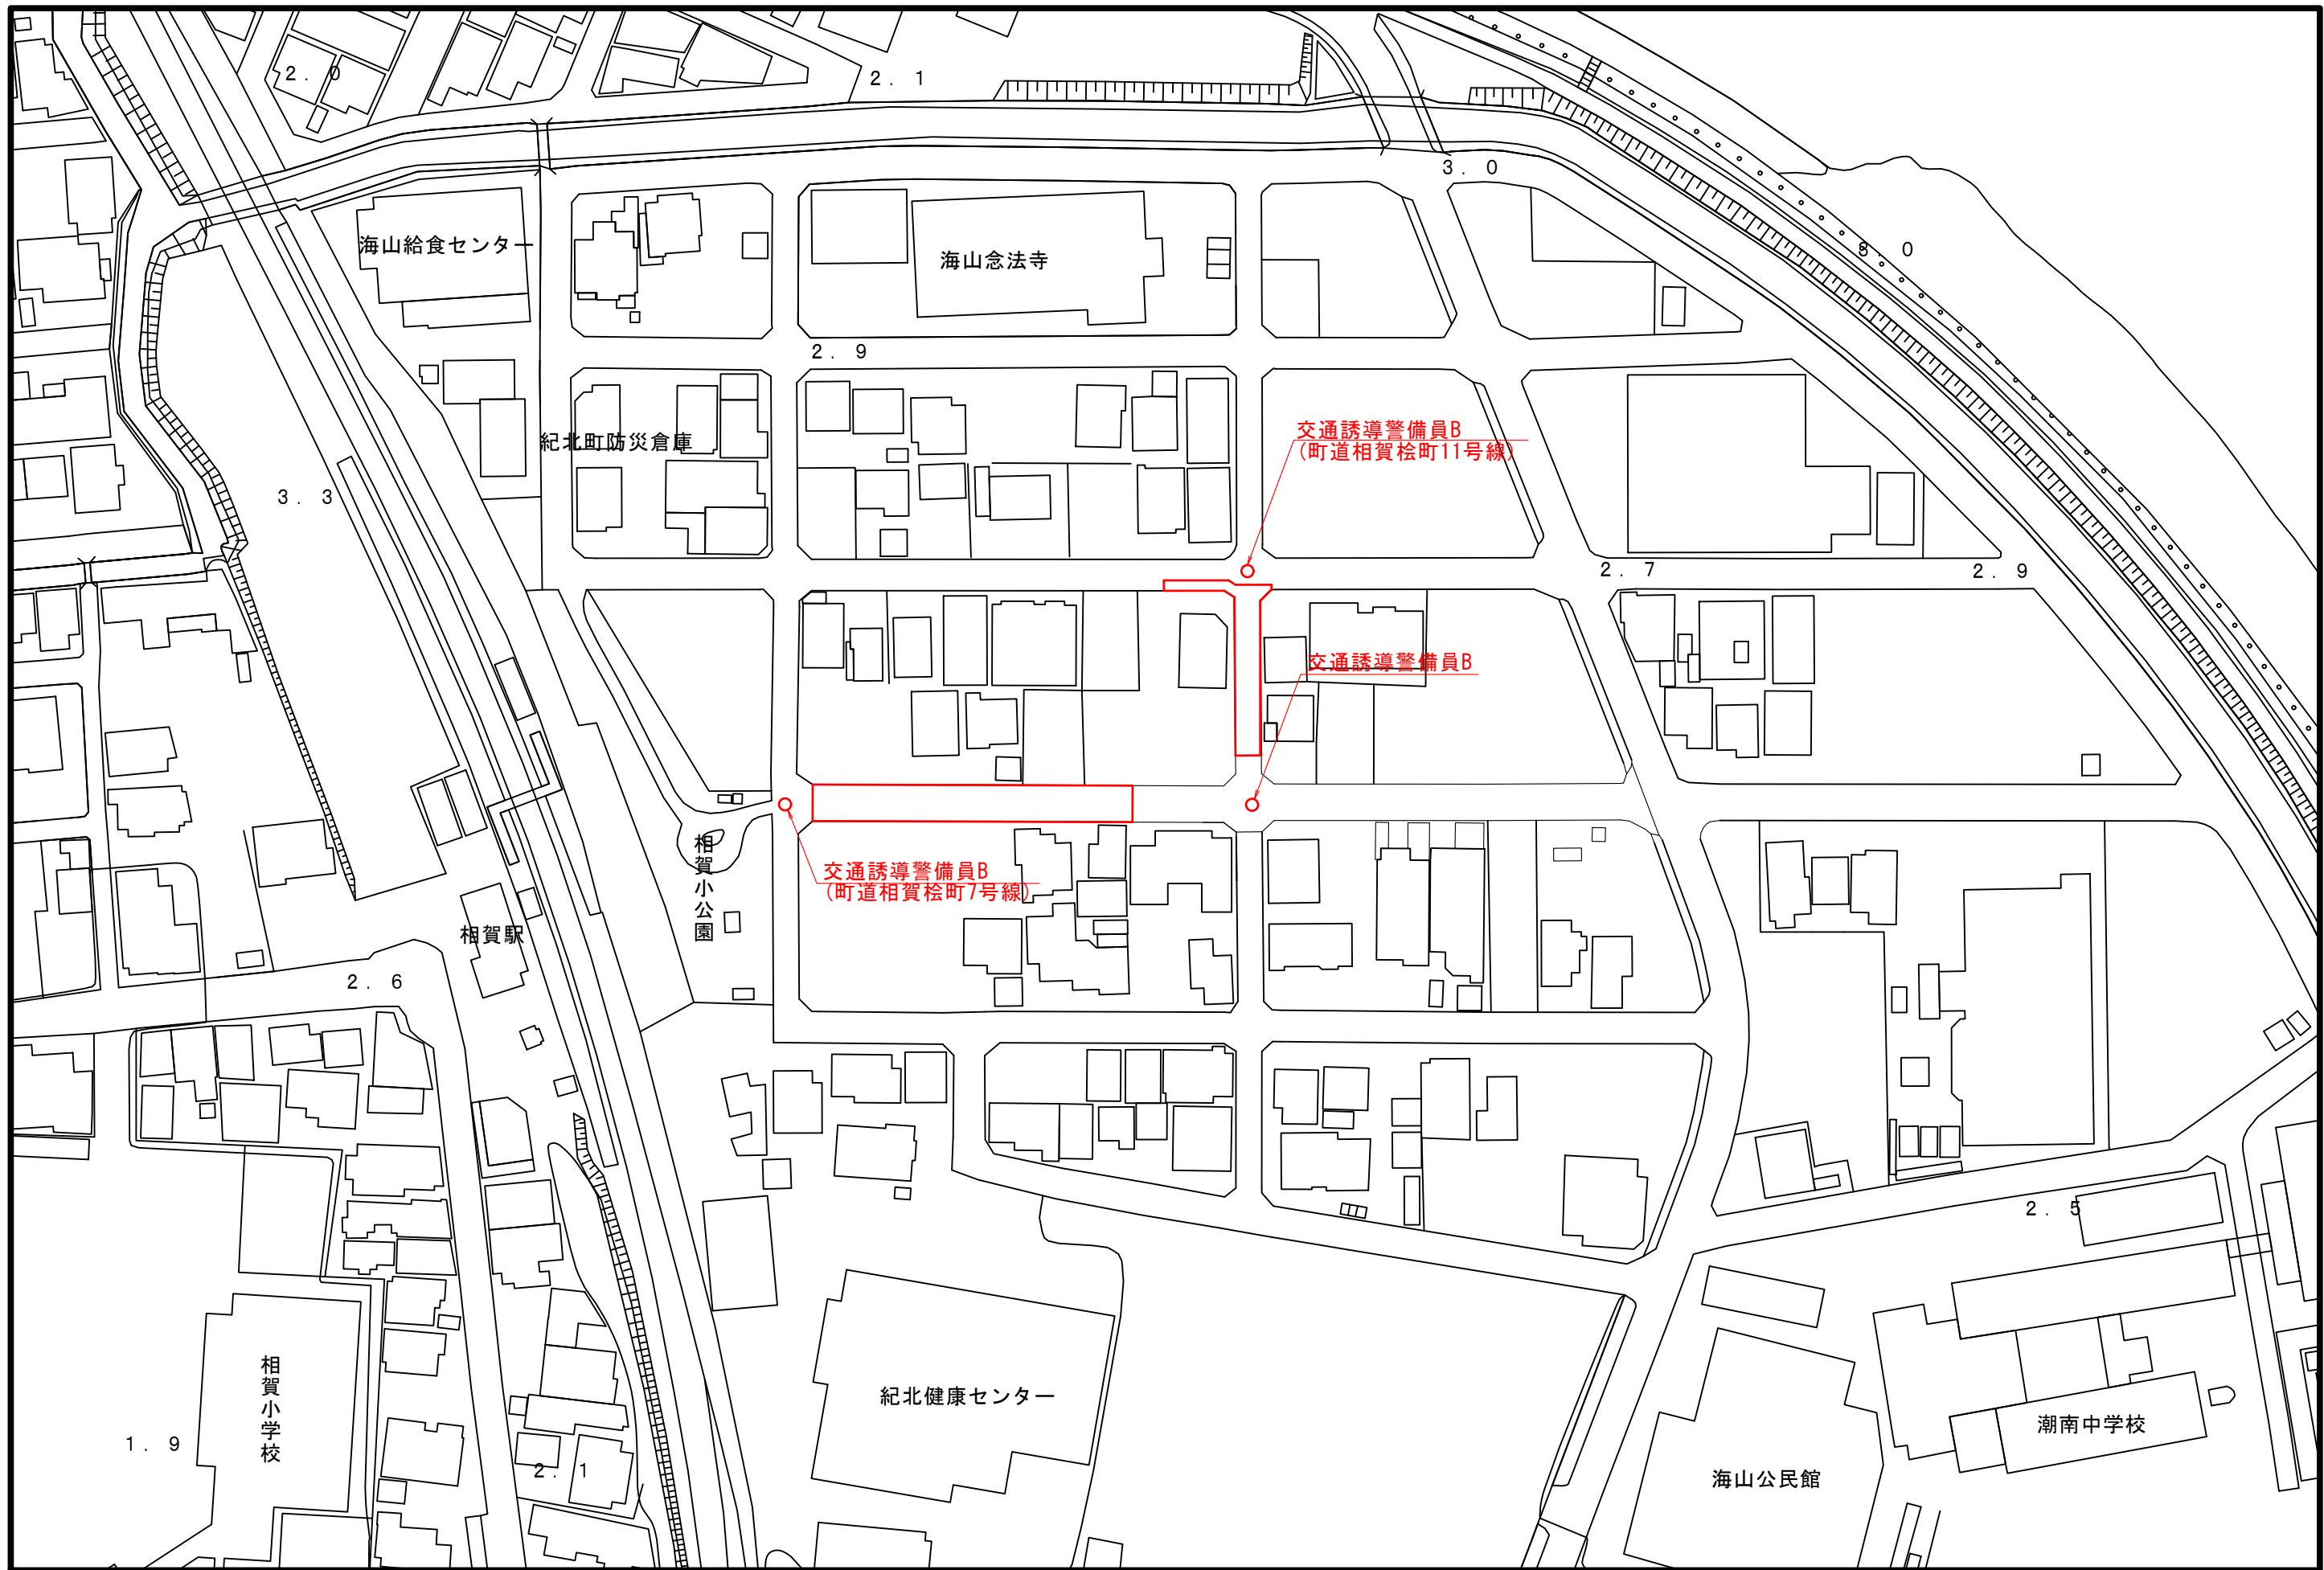 2.0
2.1
3.0
海山給食センター
海山念法寺
8.0
2.9
交通誘導警備員B
(町道相賀桧町11号線)
紀北町防災倉庫
3.3
2.7
2.9
交通誘導警備員B
相賀小公園
交通誘導警備員B
(町道相賀桧町7号線)
相賀駅
2.6
2.5
相賀小学校
紀北健康センター
潮南中学校
1.9
2.1
海山公民館